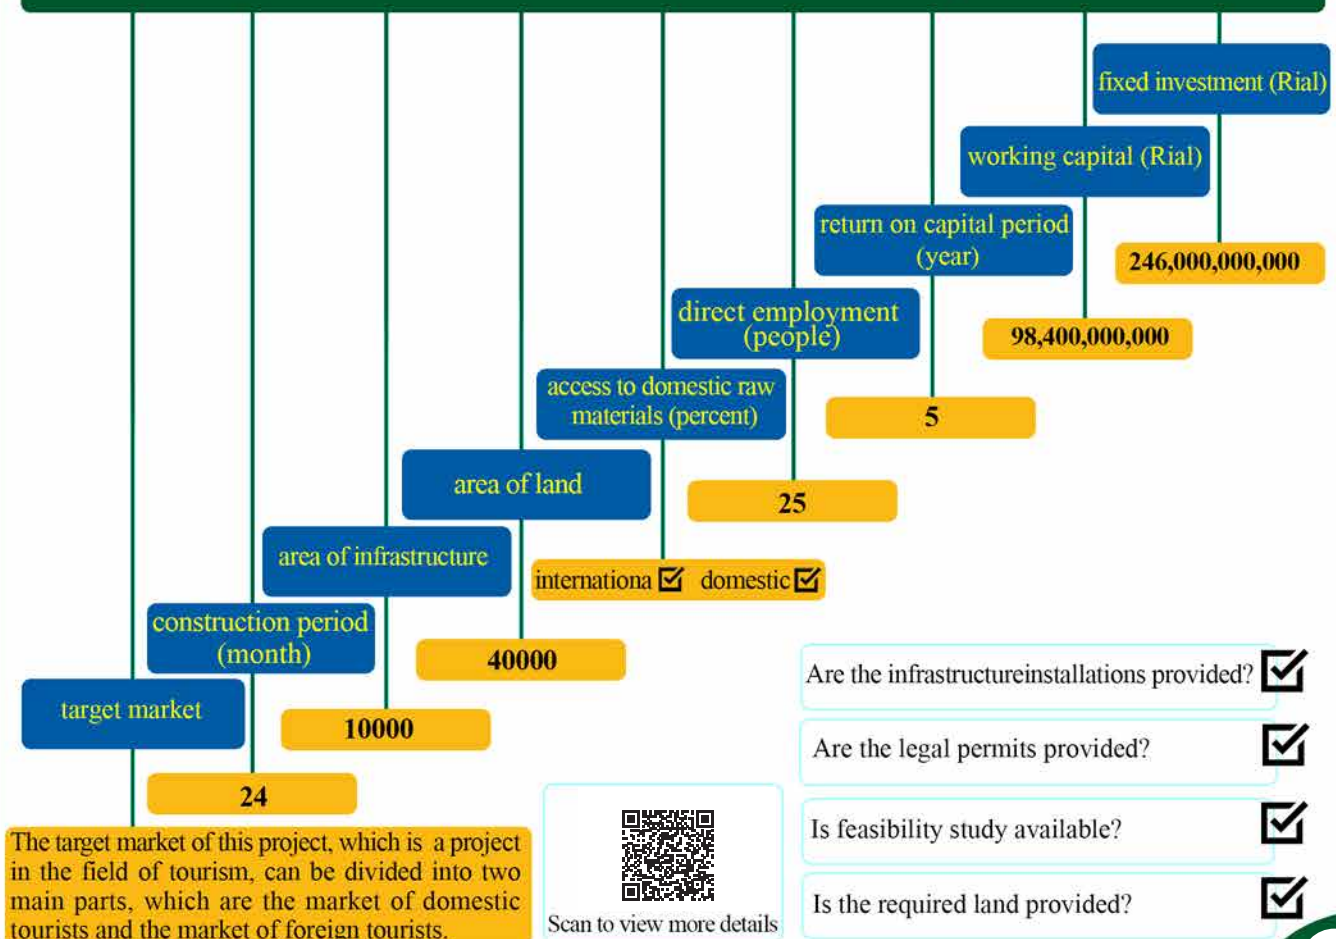 fixed investment (Rial)
246,000,000,000
working capital (Rial)
98,400,000,000
return on capital period
(year)
5
direct employment
(people)
25
access to domestic raw
materials (percent)
internationa domestic
area of land
40000
area of infrastructure
10000
construction period
(month)
24
target market
The target market of this project, which is a project
in the field of tourism, can be divided into two
main parts, which are the market of domestic
tourists and the market of foreign tourists.
Scan to view more details
Are the infrastructureinstallations provided?
Are the legal permits provided?
Is feasibility study available?
Is the required land provided?